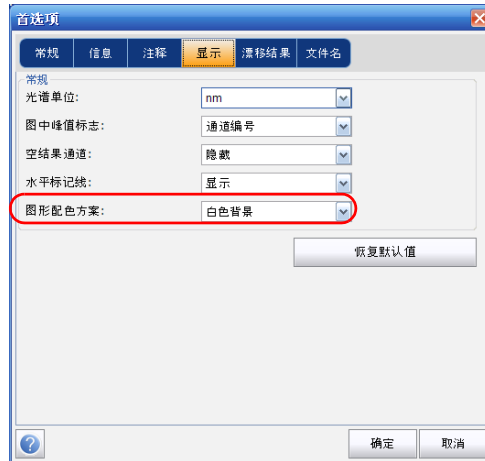 首选项
常规 信息 注释 显示 漂移结果 文件名
常规
光谱单位: nm
图中峰值标志: 通道编号
空结果通道: 隐藏
水平标记线: 显示
图形配色方案: 白色背景
恢复默认值
? 确定 取消